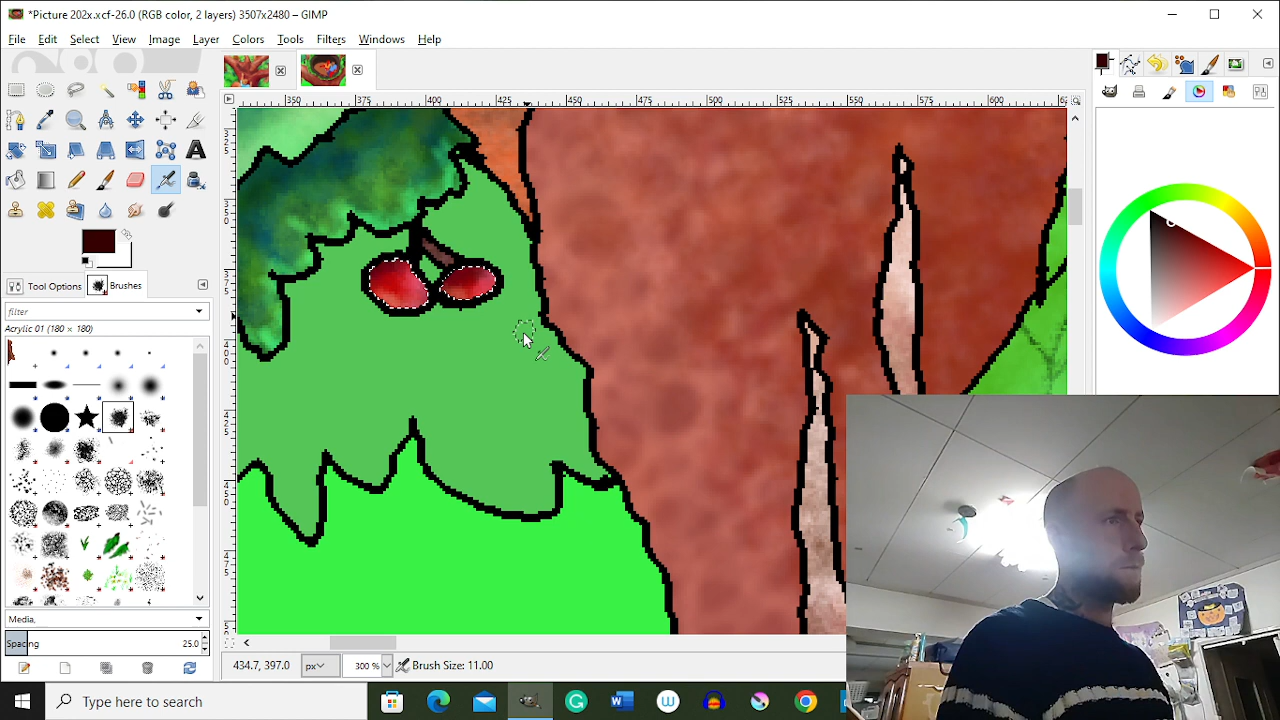 *Picture 202x.xcf-26.0 (RGB color, 2 layers) 3507x2480 – GIMP
File Edit Select View Image Layer Colors Tools Filters Windows Help
350 375 400 425 450 475 500 525 550 575 600
A
Tool Options Brushes
filter
Acrylic 01 (180 × 180)
Media,
Spacing 25.0
434.7, 397.0 px 300 % Brush Size: 11.00
Type here to search